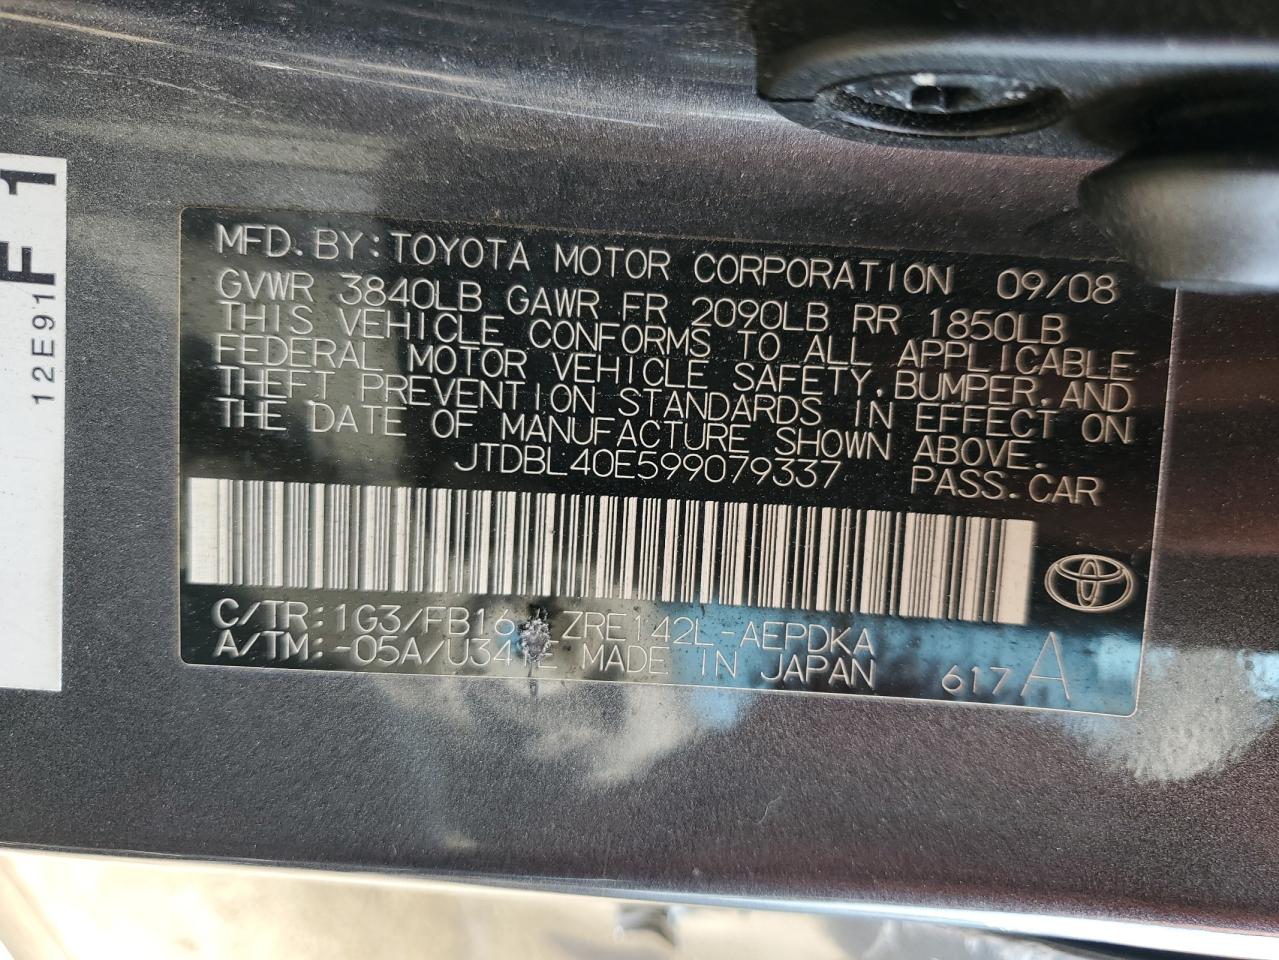 F1
12E91
MFD.BY:TOYOTA MOTOR CORPORATION 09/08
GVWR 3840LB GAWR FR 2090LB RR 1850LB
THIS VEHICLE CONFORMS TO ALL APPLICABLE
FEDERAL MOTOR VEHICLE SAFETY,BUMPER,AND
THEFT PREVENTION STANDARDS IN EFFECT ON
THE DATE OF MANUFACTURE SHOWN ABOVE.
JTDBL40E599079337 PASS.CAR
C/TR:1G3/FB16 ZRE142L-AEPDKA
A/TM:-05A/U341E MADE IN JAPAN 617 A